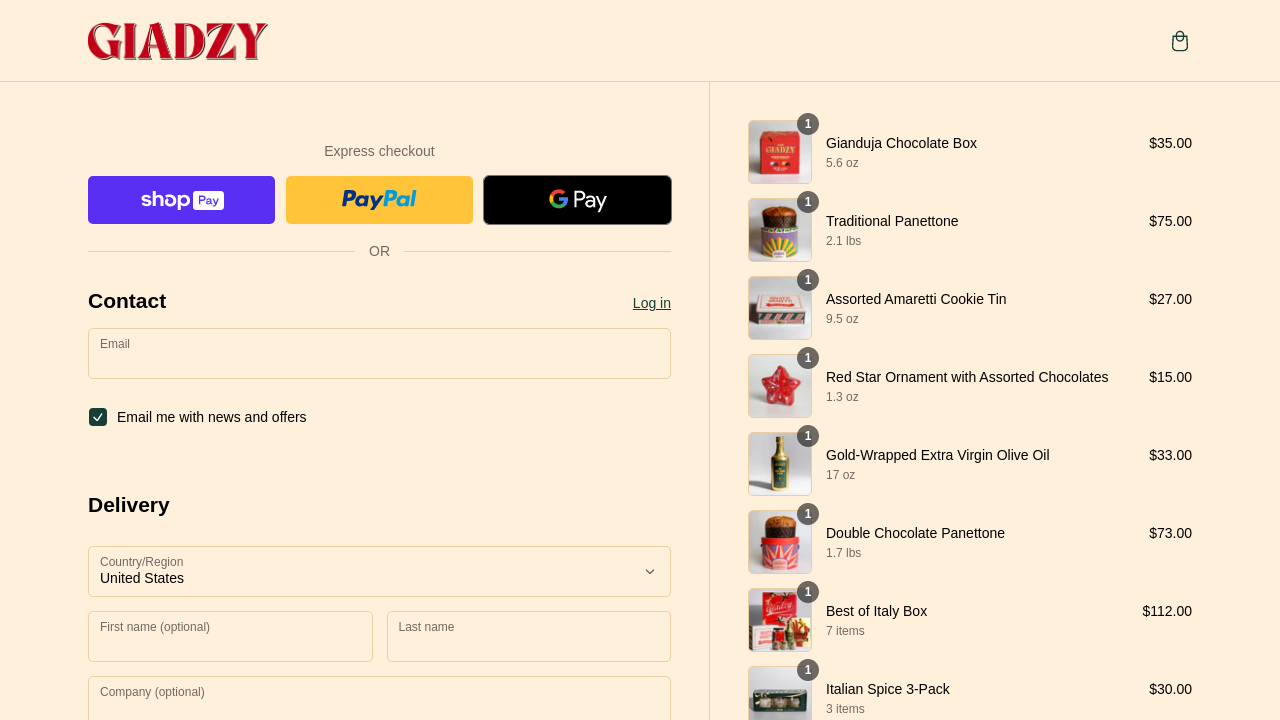 GIADZY
Express checkout
shop Pay
PayPal
G Pay
OR
Contact
Log in
Email
Email me with news and offers
Delivery
Country/Region
United States
First name (optional)
Last name
Company (optional)
1
Gianduja Chocolate Box
$35.00
5.6 oz
GIADZY
1
Traditional Panettone
$75.00
2.1 lbs
1
Assorted Amaretti Cookie Tin
$27.00
9.5 oz
1
Red Star Ornament with Assorted Chocolates
$15.00
1.3 oz
1
Gold-Wrapped Extra Virgin Olive Oil
$33.00
17 oz
1
Double Chocolate Panettone
$73.00
1.7 lbs
1
Best of Italy Box
$112.00
7 items
Giadzy
1
Italian Spice 3-Pack
$30.00
3 items